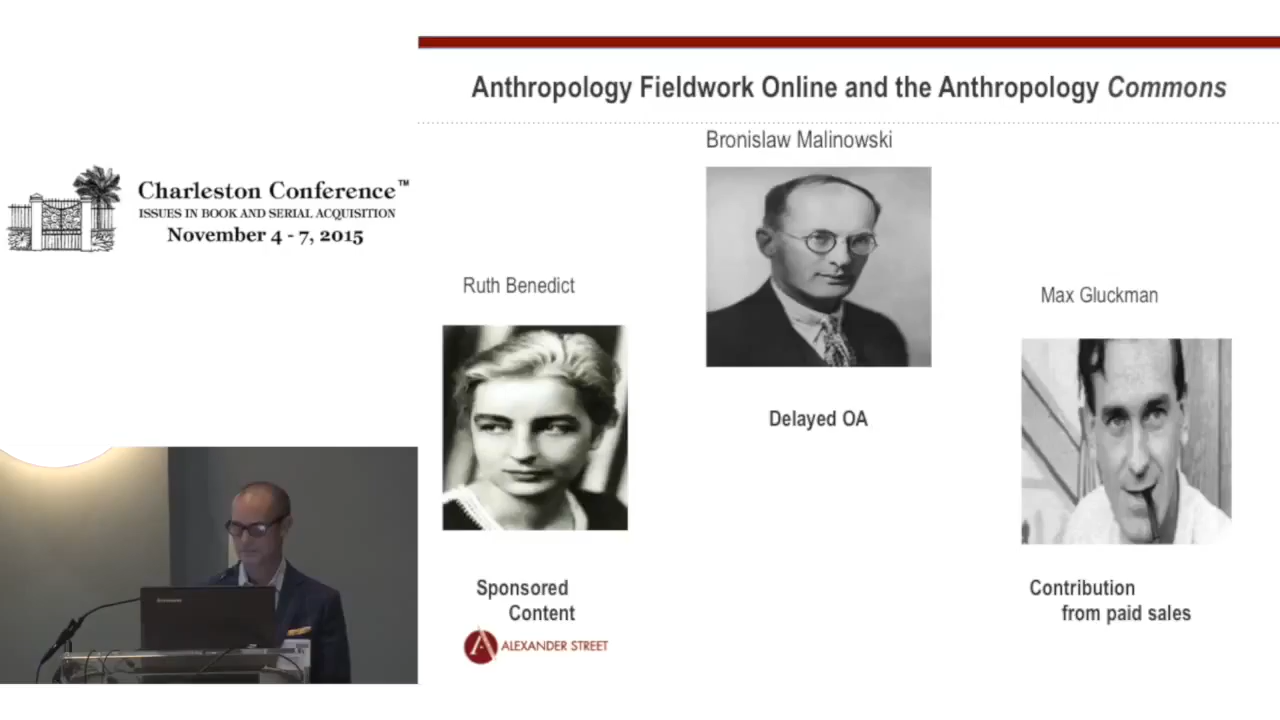 Charleston Conference™
ISSUES IN BOOK AND SERIAL ACQUISITION
November 4 - 7, 2015
Anthropology Fieldwork Online and the Anthropology Commons
Bronislaw Malinowski
Ruth Benedict
Max Gluckman
Delayed OA
Sponsored
Content
Contribution
from paid sales
ALEXANDER STREET